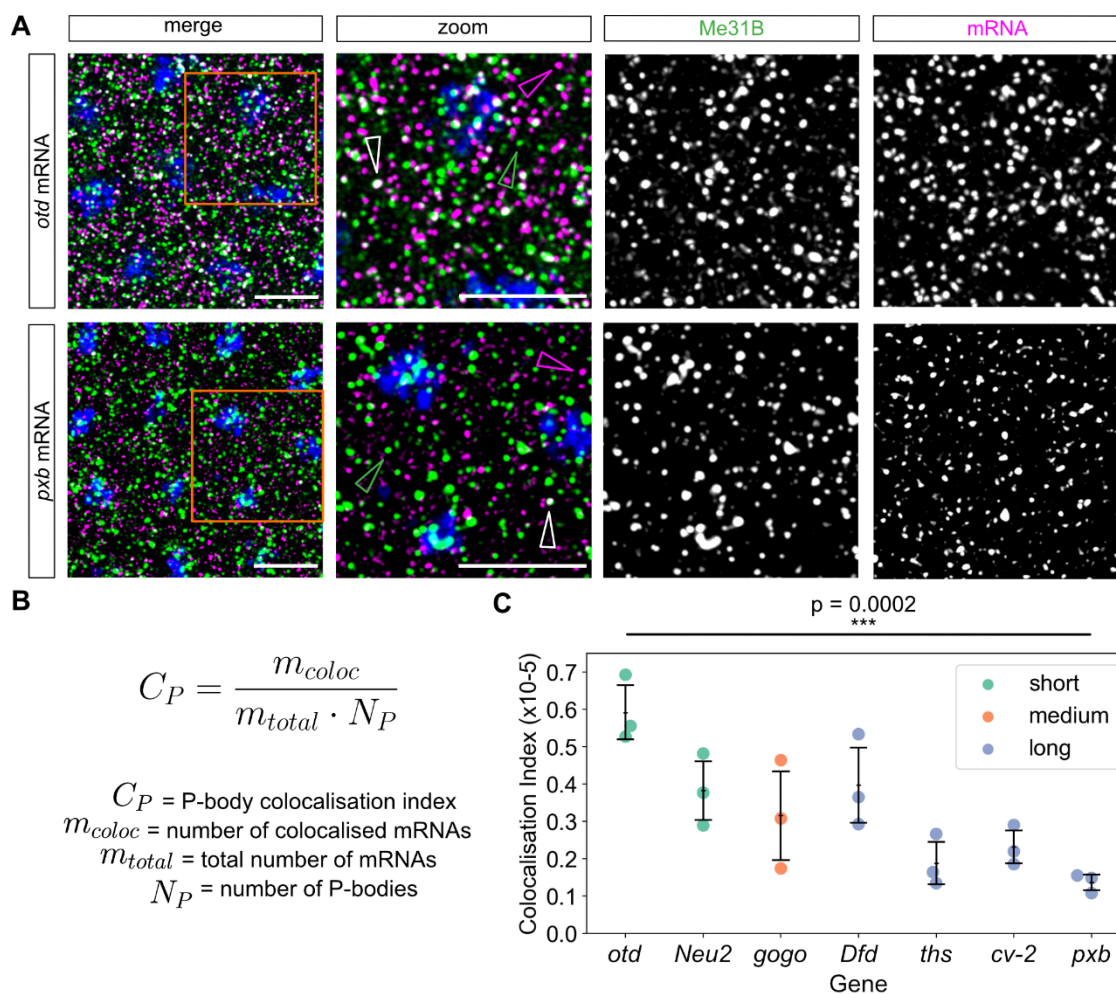 A
merge
zoom
Me31B
mRNA
otd mRNA
pxb mRNA
B
C_P = m_coloc / (m_total · N_P)
C_P = P-body colocalisation index
m_coloc = number of colocalised mRNAs
m_total = total number of mRNAs
N_P = number of P-bodies
C
p = 0.0002
***
Colocalisation Index (x10-5)
0.7
0.6
0.5
0.4
0.3
0.2
0.1
0.0
short
medium
long
otd Neu2 gogo Dfd ths cv-2 pxb
Gene